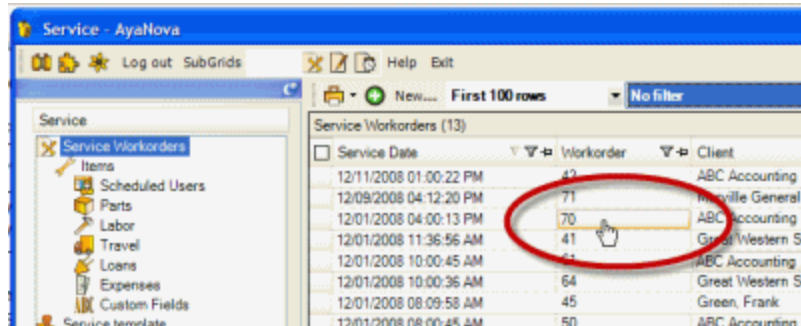 Service - AyaNova
Log out SubGrids Help Exit
New.... First 100 rows No filter
Service
Service Workorders (13)
Service Workorders
Service Date Workorder Client
Items
Scheduled Users
Parts
Labor
Travel
Loans
Expenses
Custom Fields
Service template
12/11/2008 01:00:22 PM 42 ABC Accounting
12/09/2008 04:12:20 PM 71 General
12/01/2008 04:00:13 PM 70 ABC Accounting
12/01/2008 11:36:56 AM 41 Great Western S
12/01/2008 10:00:45 AM ABC Accounting
12/01/2008 10:00:36 AM 64 Great Western S
12/01/2008 08:09:58 AM 45 Green, Frank
12/01/2008 08:00:45 AM 50 ABC Accounting